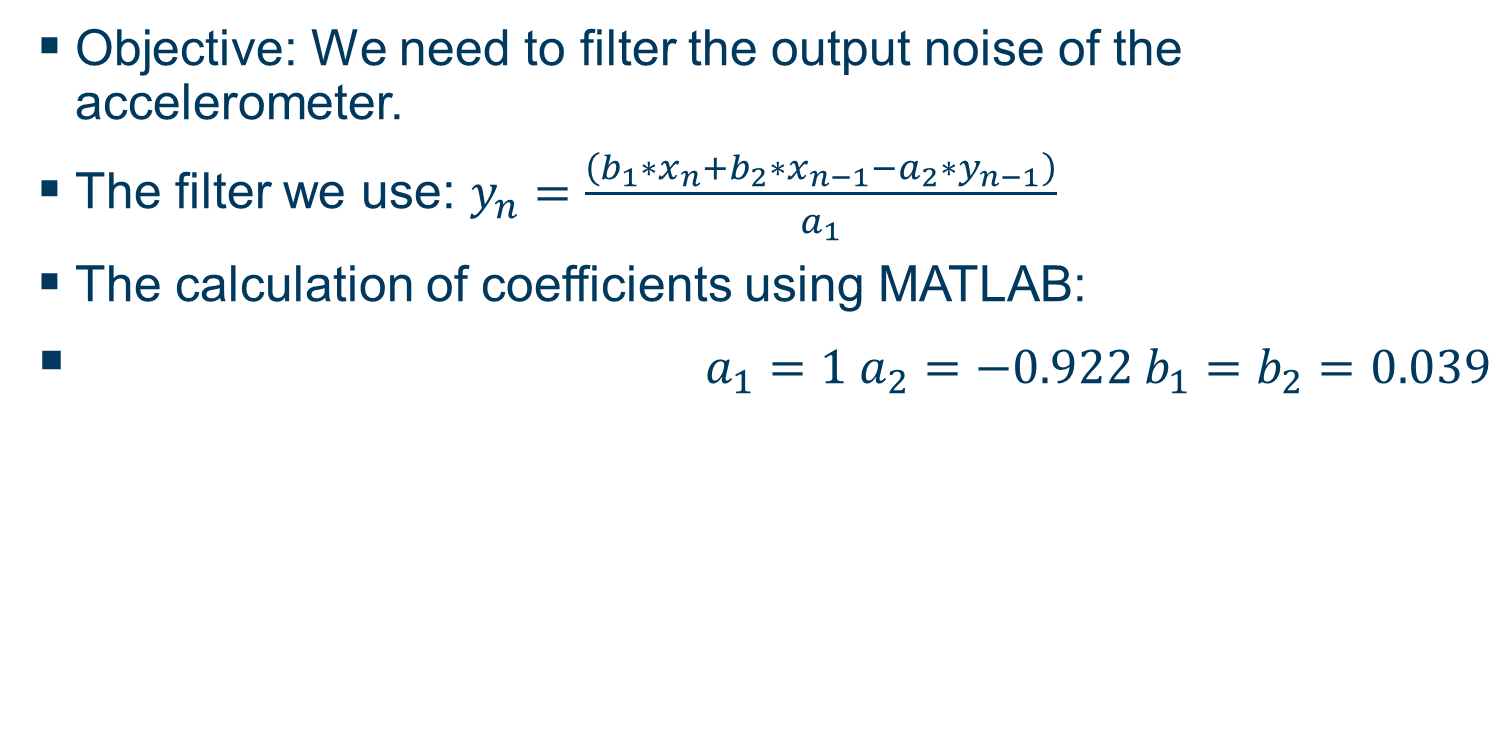 ▪ Objective: We need to filter the output noise of the
accelerometer.
▪ The filter we use: $y_n = \frac{(b_1*x_n+b_2*x_{n-1}-a_2*y_{n-1})}{a_1}$
▪ The calculation of coefficients using MATLAB:
▪ $a_1 = 1 \ a_2 = -0.922 \ b_1 = b_2 = 0.039$